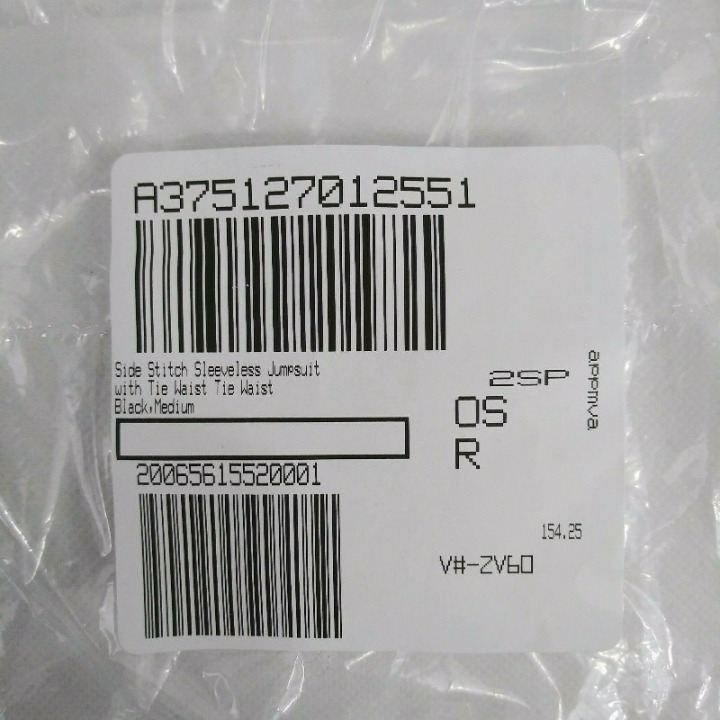 A375127012551
Side Stitch Sleeveless Jumpsuit
with Tie Waist Tie Waist
Black,Medium
20065615520001
2SP
OS
R
appmva
154.25
V#-ZV60